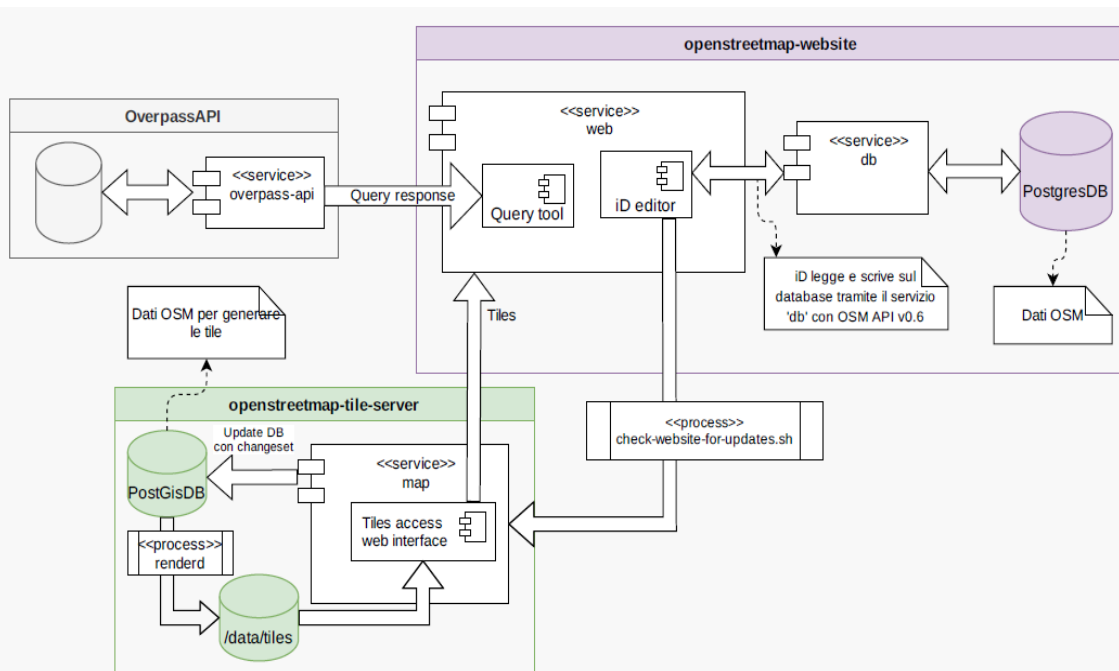 openstreetmap-website
OverpassAPI
<<service>>
overpass-api
Query response
<<service>>
web
Query tool
iD editor
<<service>>
db
PostgresDB
iD legge e scrive sul
database tramite il servizio
'db' con OSM API v0.6
Dati OSM
Dati OSM per generare
le tile
Tiles
openstreetmap-tile-server
<<process>>
check-website-for-updates.sh
Update DB
con changeset
PostGisDB
<<service>>
map
Tiles access
web interface
<<process>>
renderd
/data/tiles